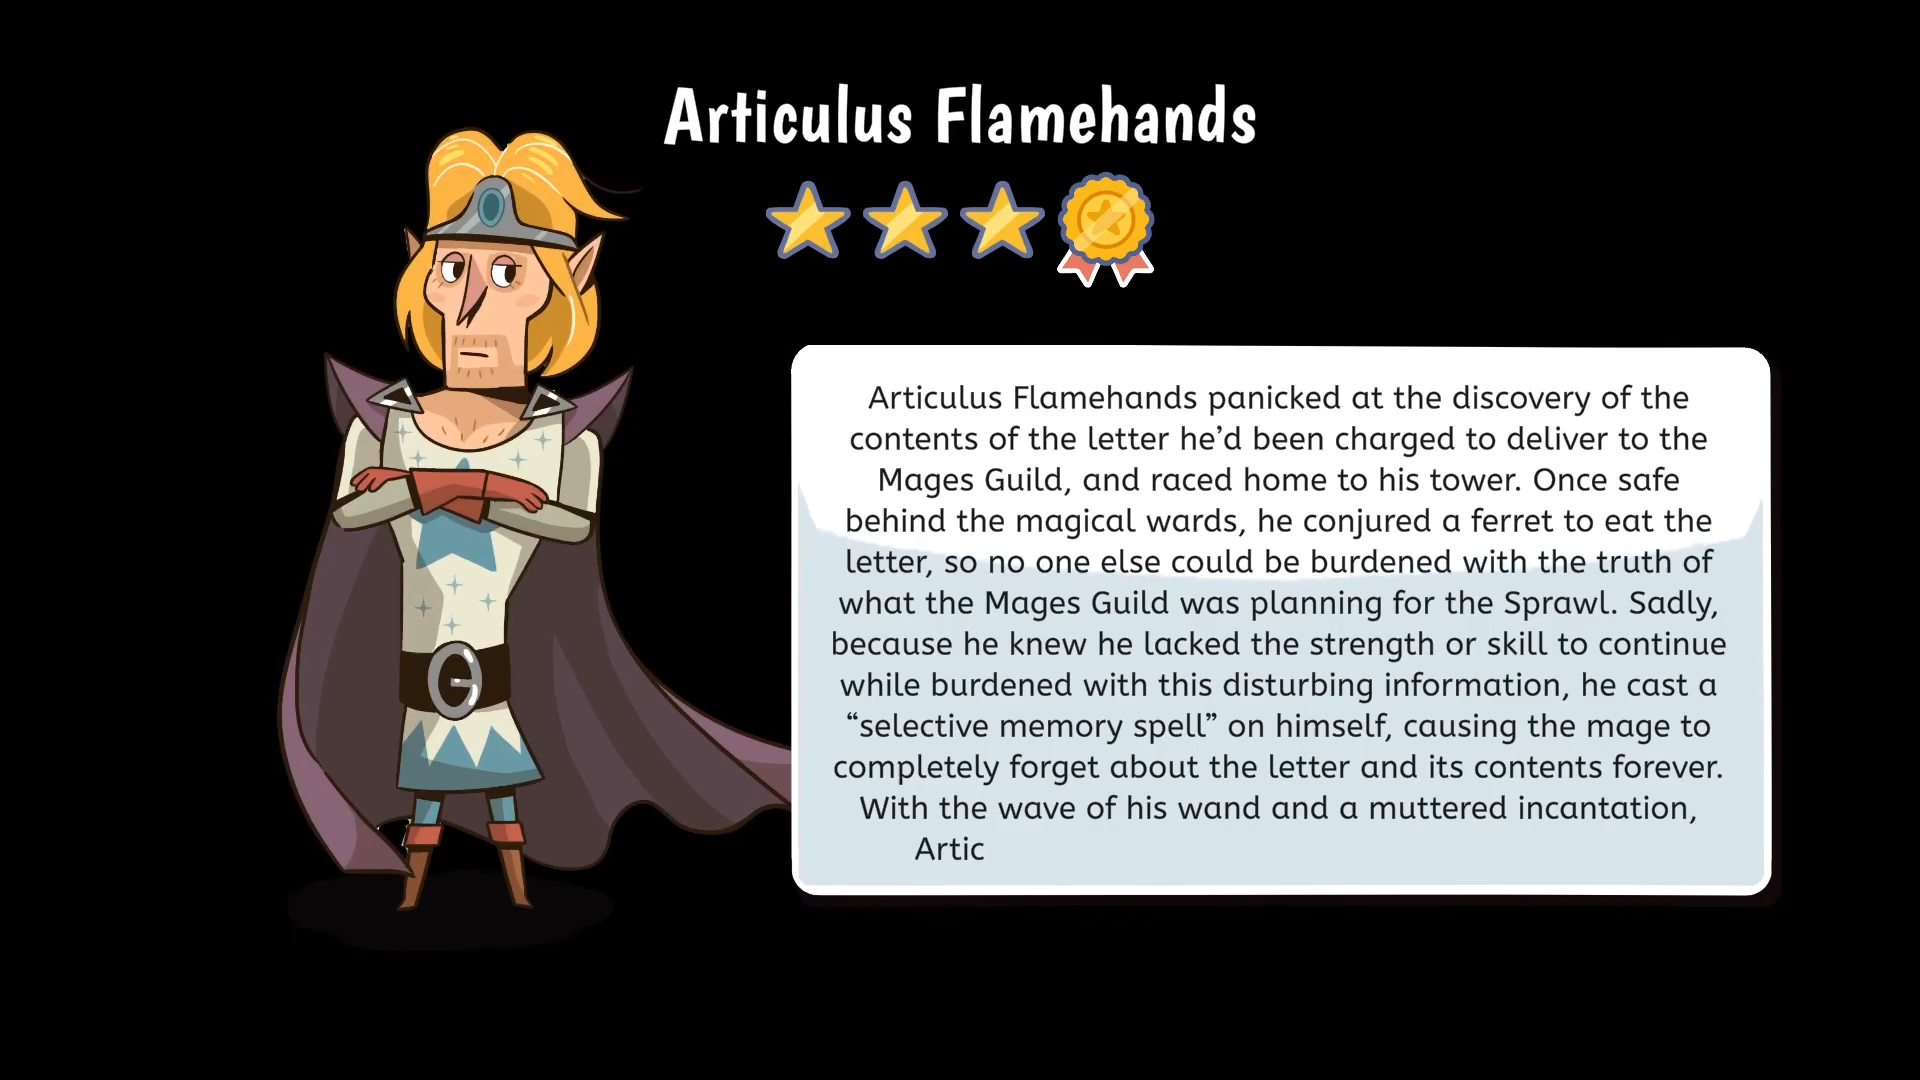 Articulus Flamehands
Articulus Flamehands panicked at the discovery of the
contents of the letter he’d been charged to deliver to the
Mages Guild, and raced home to his tower. Once safe
behind the magical wards, he conjured a ferret to eat the
letter, so no one else could be burdened with the truth of
what the Mages Guild was planning for the Sprawl. Sadly,
because he knew he lacked the strength or skill to continue
while burdened with this disturbing information, he cast a
“selective memory spell” on himself, causing the mage to
completely forget about the letter and its contents forever.
With the wave of his wand and a muttered incantation,
Artic